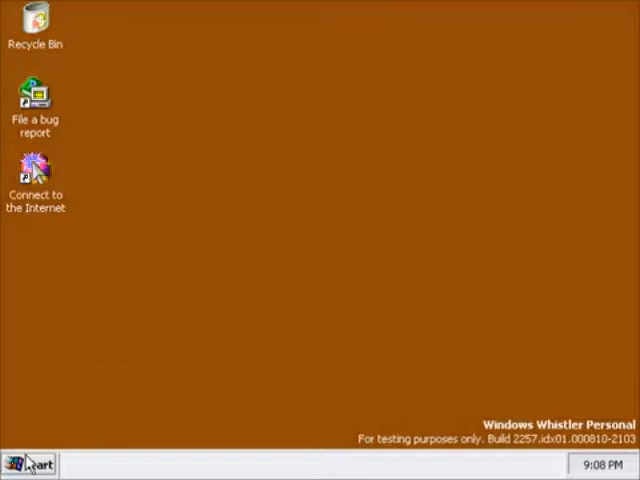 Recycle Bin
File a bug
report
Connect to
the Internet
Windows Whistler Personal
For testing purposes only. Build 2257.idx01.000810-2103
9:08 PM